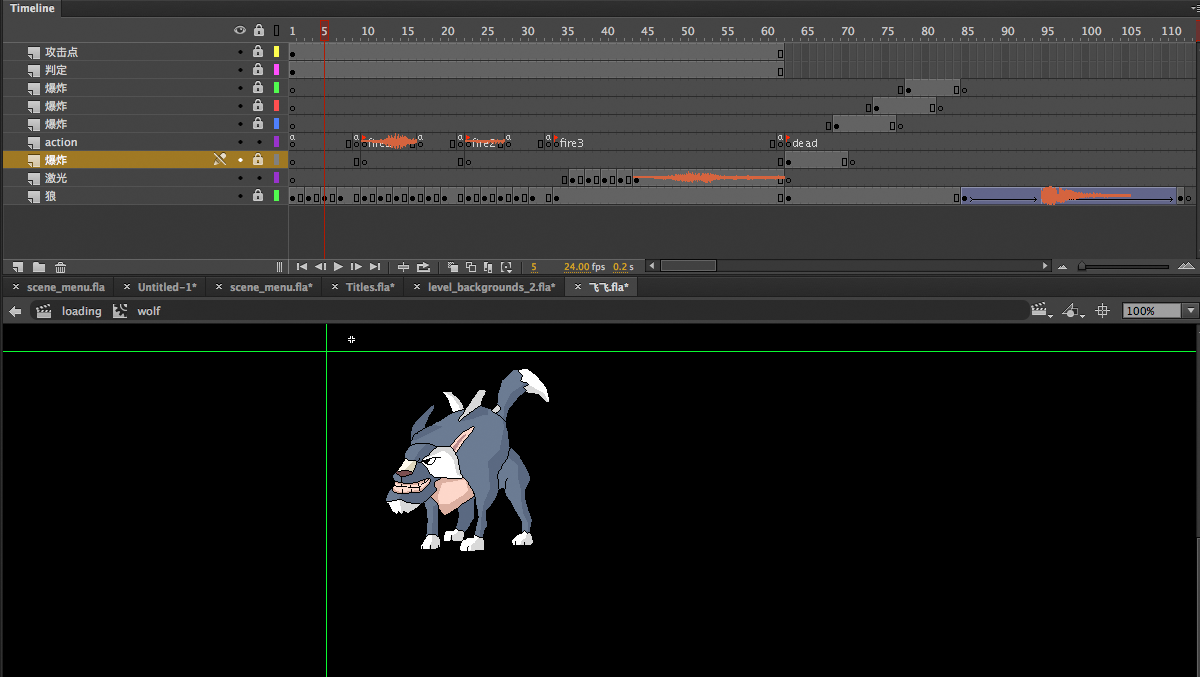 Timeline
1 5 10 15 20 25 30 35 40 45 50 55 60 65 70 75 80 85 90 95 100 105 110
攻击点
判定
爆炸
爆炸
爆炸
action fire1 fire2 fire3 dead
爆炸
激光
狼
5 24.00 fps 0.2 s
scene_menu.fla Untitled-1* scene_menu.fla* Titles.fla* level_backgrounds_2.fla* 飞飞.fla*
loading wolf 100%